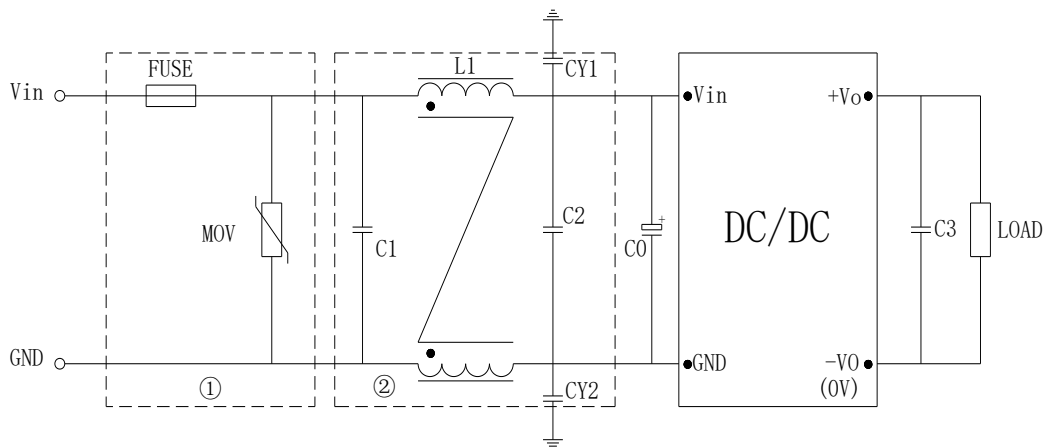 FUSE
L1
CY1
Vin
Vin
+Vo
MOV
C1
C2
C0
+
DC/DC
C3
LOAD
GND
GND
-VO
(0V)
①
②
CY2